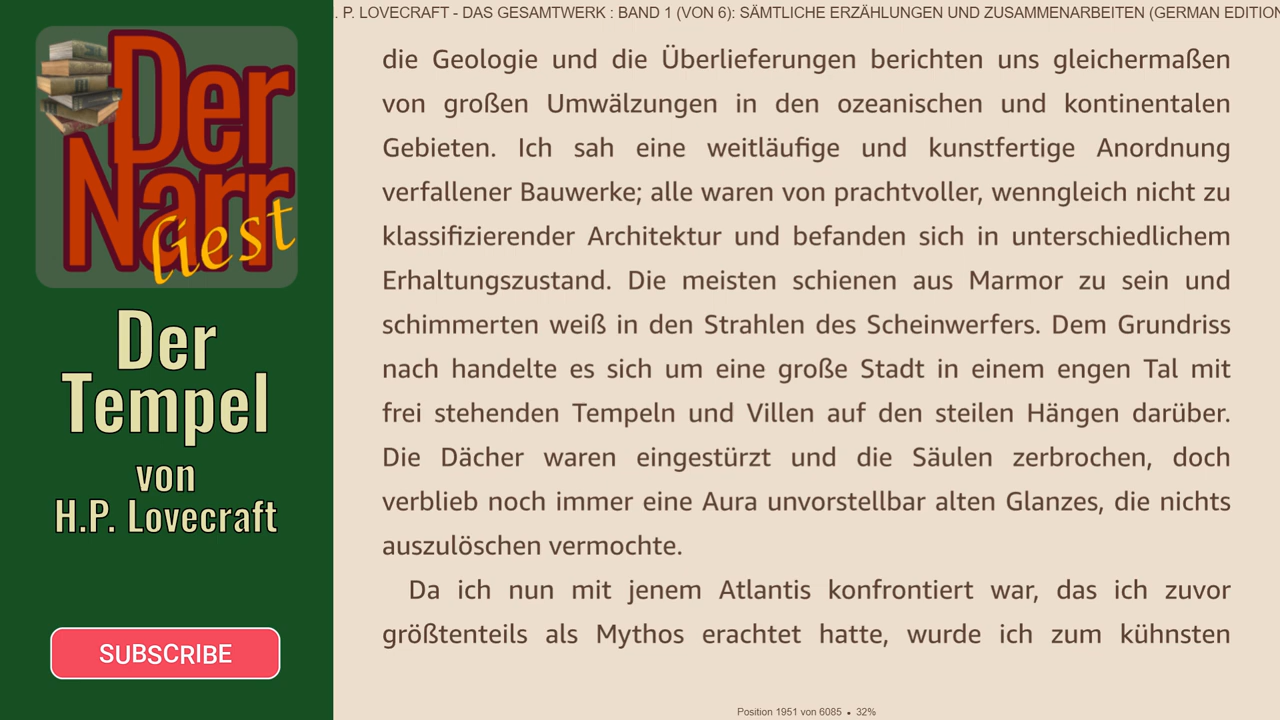 Der
Narr
liest
Der
Tempel
von
H.P. Lovecraft
SUBSCRIBE
. P. LOVECRAFT - DAS GESAMTWERK : BAND 1 (VON 6): SÄMTLICHE ERZÄHLUNGEN UND ZUSAMMENARBEITEN (GERMAN EDITION
die Geologie und die Überlieferungen berichten uns gleichermaßen
von großen Umwälzungen in den ozeanischen und kontinentalen
Gebieten. Ich sah eine weitläufige und kunstfertige Anordnung
verfallener Bauwerke; alle waren von prachtvoller, wenngleich nicht zu
klassifizierender Architektur und befanden sich in unterschiedlichem
Erhaltungszustand. Die meisten schienen aus Marmor zu sein und
schimmerten weiß in den Strahlen des Scheinwerfers. Dem Grundriss
nach handelte es sich um eine große Stadt in einem engen Tal mit
frei stehenden Tempeln und Villen auf den steilen Hängen darüber.
Die Dächer waren eingestürzt und die Säulen zerbrochen, doch
verblieb noch immer eine Aura unvorstellbar alten Glanzes, die nichts
auszulöschen vermochte.
Da ich nun mit jenem Atlantis konfrontiert war, das ich zuvor
größtenteils als Mythos erachtet hatte, wurde ich zum kühnsten
Position 1951 von 6085 • 32%